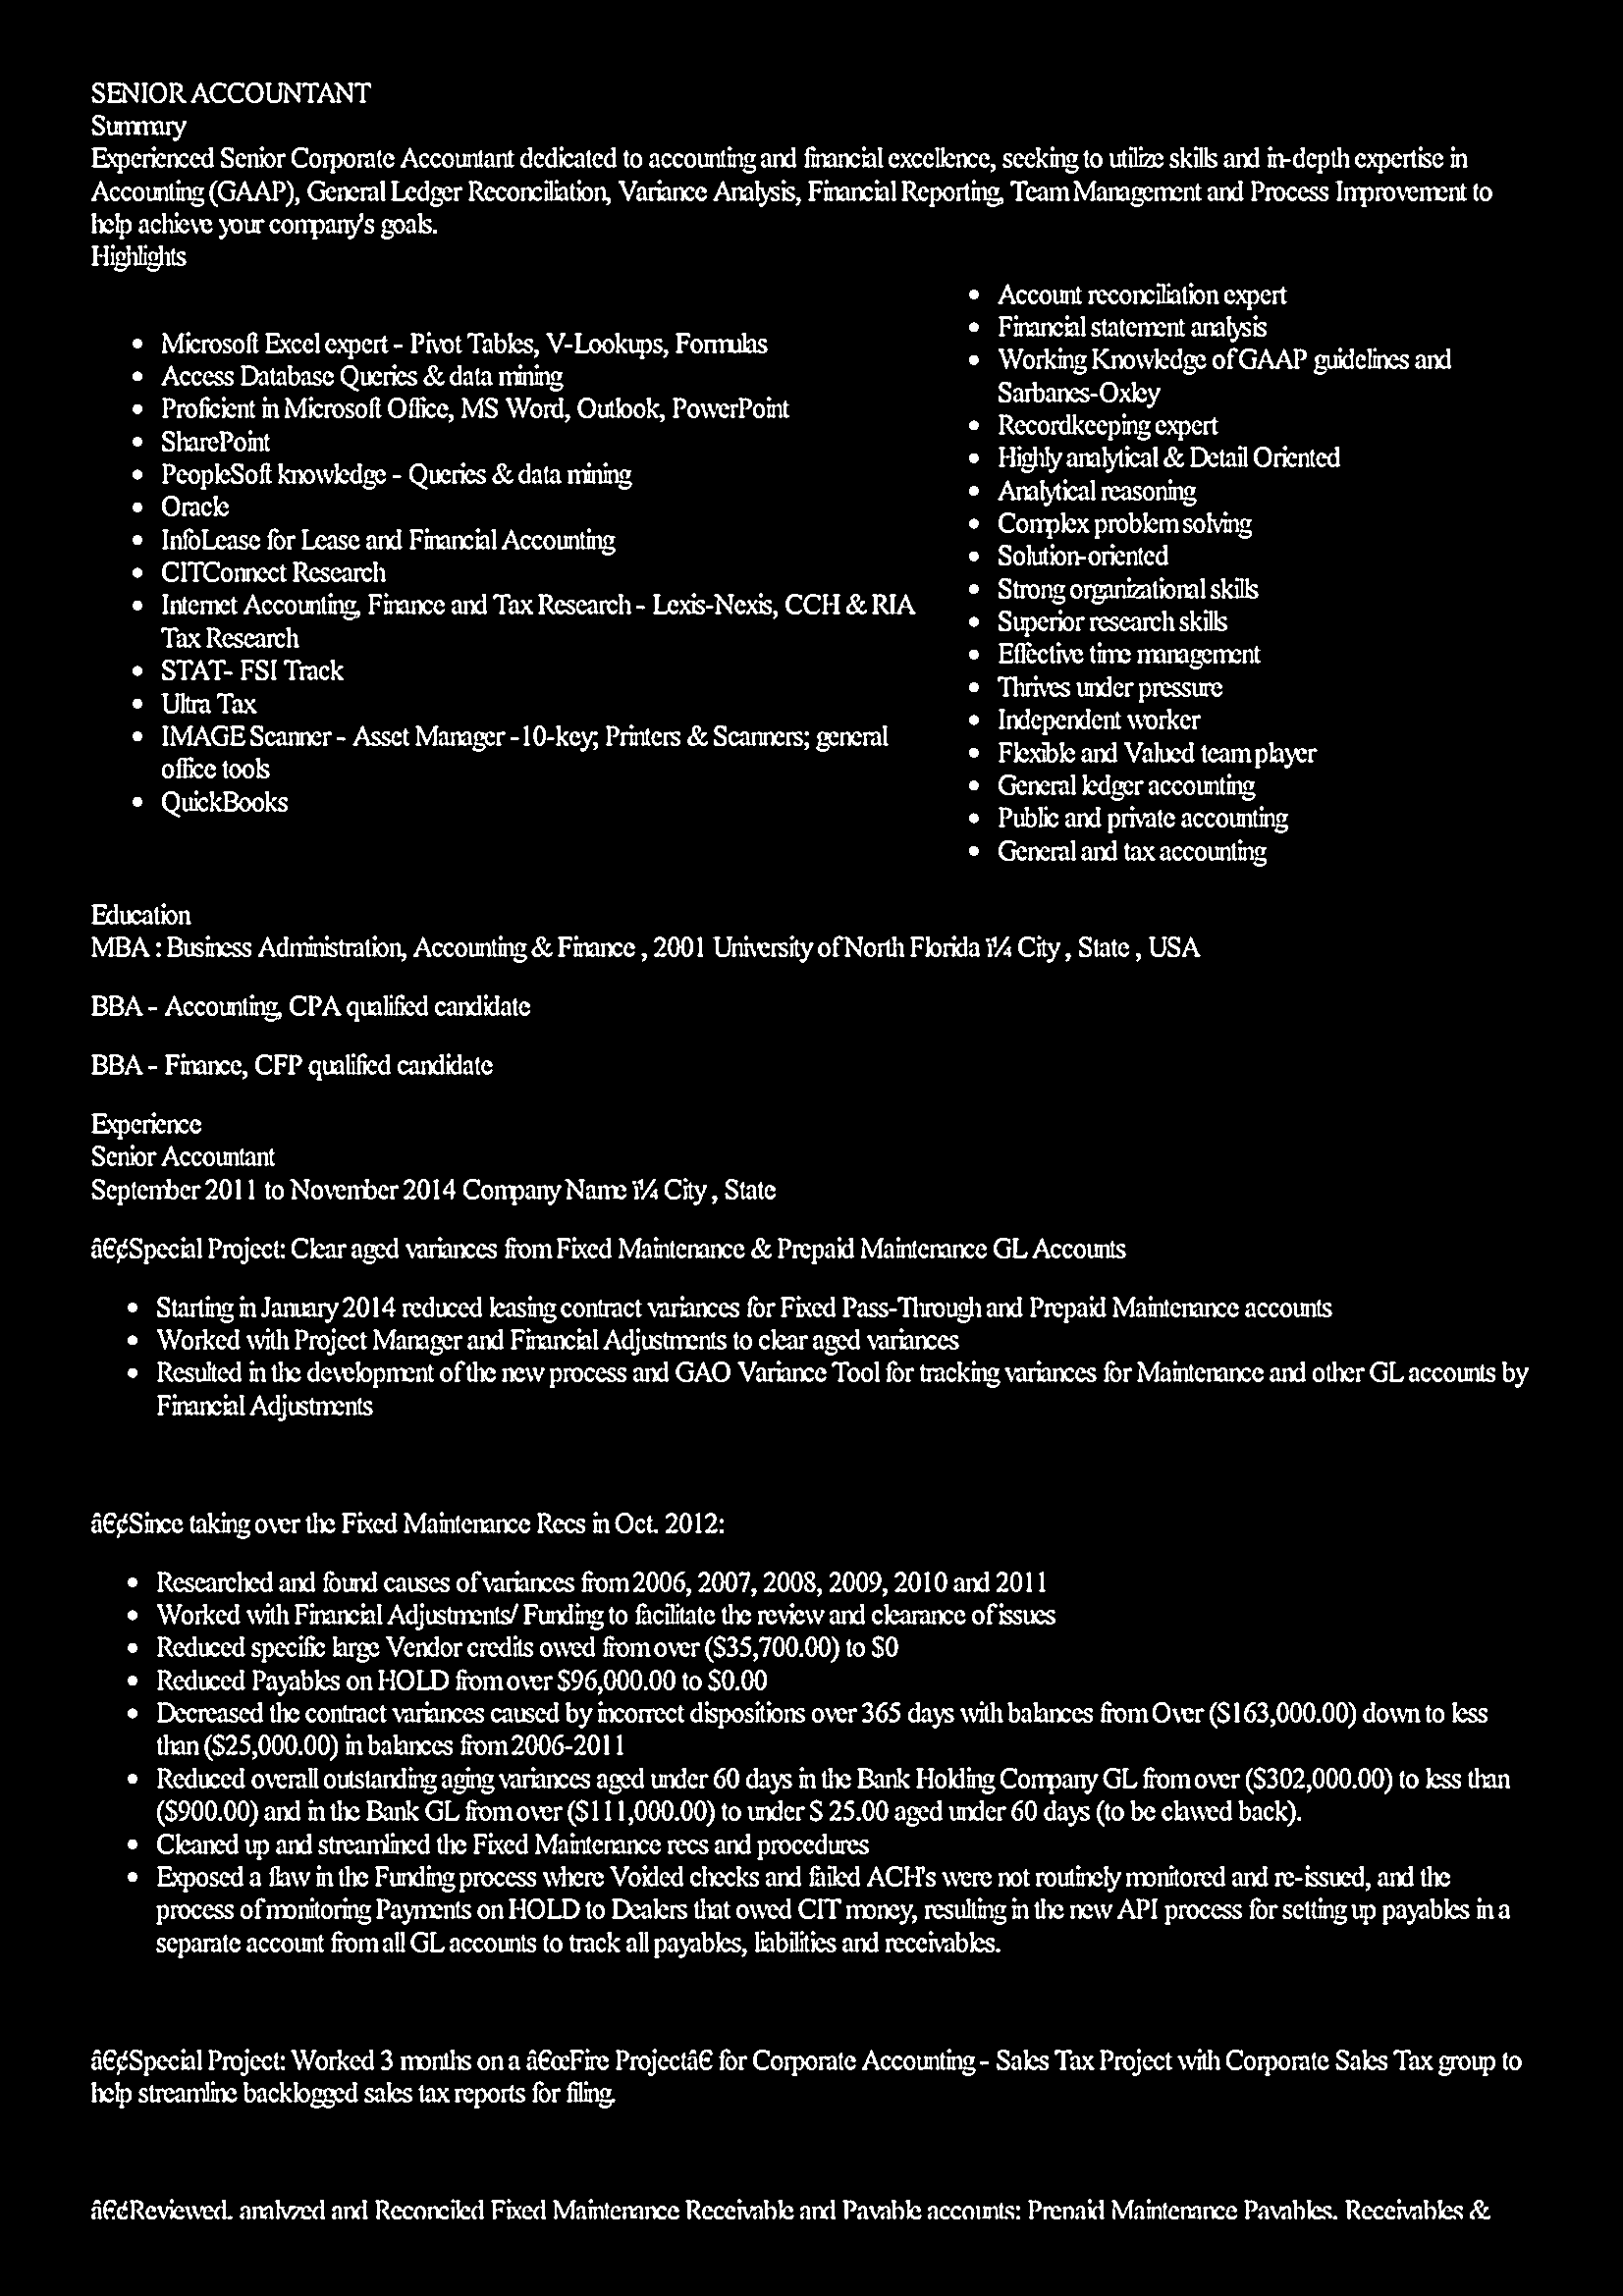 SENIOR ACCOUNTANT
Summary
Experienced Senior Corporate Accountant dedicated to accounting and financial excellence, seeking to utilize skills and in-depth expertise in
Accounting (GAAP), General Ledger Reconciliation, Variance Analysis, Financial Reporting, Team Management and Process Improvement to
help achieve your company's goals.
Highlights
• Microsoft Excel expert - Pivot Tables, V-Lookups, Formulas
• Access Database Queries & data mining
• Proficient in Microsoft Office, MS Word, Outlook, PowerPoint
• SharePoint
• PeopleSoft knowledge - Queries & data mining
• Oracle
• InfoLease for Lease and Financial Accounting
• CITConnect Research
• Internet Accounting, Finance and Tax Research - Lexis-Nexis, CCH & RIA
Tax Research
• STAT- FSI Track
• Ultra Tax
• IMAGE Scanner - Asset Manager -10-key; Printers & Scanners; general
office tools
• QuickBooks
• Account reconciliation expert
• Financial statement analysis
• Working Knowledge of GAAP guidelines and
Sarbanes-Oxley
• Recordkeeping expert
• Highly analytical & Detail Oriented
• Analytical reasoning
• Complex problem solving
• Solution-oriented
• Strong organizational skills
• Superior research skills
• Effective time management
• Thrives under pressure
• Independent worker
• Flexible and Valued team player
• General ledger accounting
• Public and private accounting
• General and tax accounting
Education
MBA : Business Administration, Accounting & Finance , 2001 University of North Florida ï¼ City , State , USA
BBA - Accounting, CPA qualified candidate
BBA - Finance, CFP qualified candidate
Experience
Senior Accountant
September 2011 to November 2014 Company Name ï¼ City , State
â€¢Special Project: Clear aged variances from Fixed Maintenance & Prepaid Maintenance GL Accounts
• Starting in January 2014 reduced leasing contract variances for Fixed Pass-Through and Prepaid Maintenance accounts
• Worked with Project Manager and Financial Adjustments to clear aged variances
• Resulted in the development of the new process and GAO Variance Tool for tracking variances for Maintenance and other GL accounts by
Financial Adjustments
â€¢Since taking over the Fixed Maintenance Recs in Oct. 2012:
• Researched and found causes of variances from 2006, 2007, 2008, 2009, 2010 and 2011
• Worked with Financial Adjustments/ Funding to facilitate the review and clearance of issues
• Reduced specific large Vendor credits owed from over ($35,700.00) to $0
• Reduced Payables on HOLD from over $96,000.00 to $0.00
• Decreased the contract variances caused by incorrect dispositions over 365 days with balances from Over ($163,000.00) down to less
than ($25,000.00) in balances from 2006-2011
• Reduced overall outstanding aging variances aged under 60 days in the Bank Holding Company GL from over ($302,000.00) to less than
($900.00) and in the Bank GL from over ($111,000.00) to under $ 25.00 aged under 60 days (to be clawed back).
• Cleaned up and streamlined the Fixed Maintenance recs and procedures
• Exposed a flaw in the Funding process where Voided checks and failed ACH's were not routinely monitored and re-issued, and the
process of monitoring Payments on HOLD to Dealers that owed CIT money, resulting in the new API process for setting up payables in a
separate account from all GL accounts to track all payables, liabilities and receivables.
â€¢Special Project: Worked 3 months on a â€œFire Projectâ€ for Corporate Accounting - Sales Tax Project with Corporate Sales Tax group to
help streamline backlogged sales tax reports for filing.
â€¢Reviewed, analyzed and Reconciled Fixed Maintenance Receivable and Payable accounts: Prepaid Maintenance Payables, Receivables &